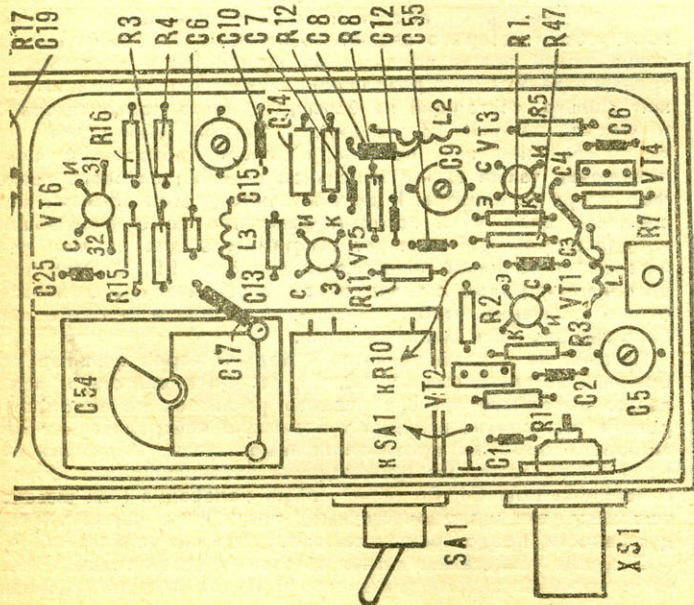 R17
C19
R3
R4
C6
C10
C7
R12
C8
R8
C12
C55
R1.
R47
VT6
С
И
З1
З2
R16
C25
R15
C15
C14
L3
C13
С
И
З
К
VT5
R11
L2
C9
VT3
С
З
И
К
R5
C4
C6
VT4
C3
R7
L1
VT1
К
З
С
И
R2
R3
VT2
R1
C2
C1
C5
C54
C17
К SA1
К R10
SA1
XS1